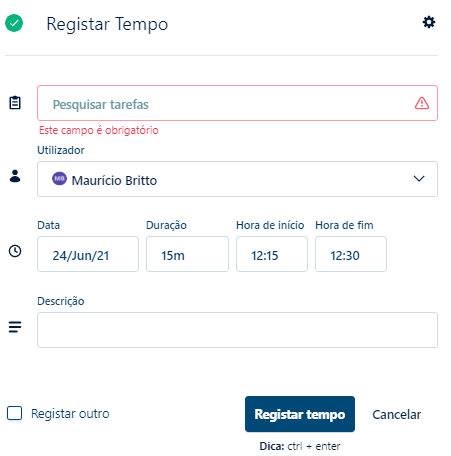 Registar Tempo
Pesquisar tarefas
Este campo é obrigatório
Utilizador
MB Maurício Britto
Data Duração Hora de início Hora de fim
24/Jun/21 15m 12:15 12:30
Descrição
Registar outro Registar tempo Cancelar
Dica: ctrl + enter